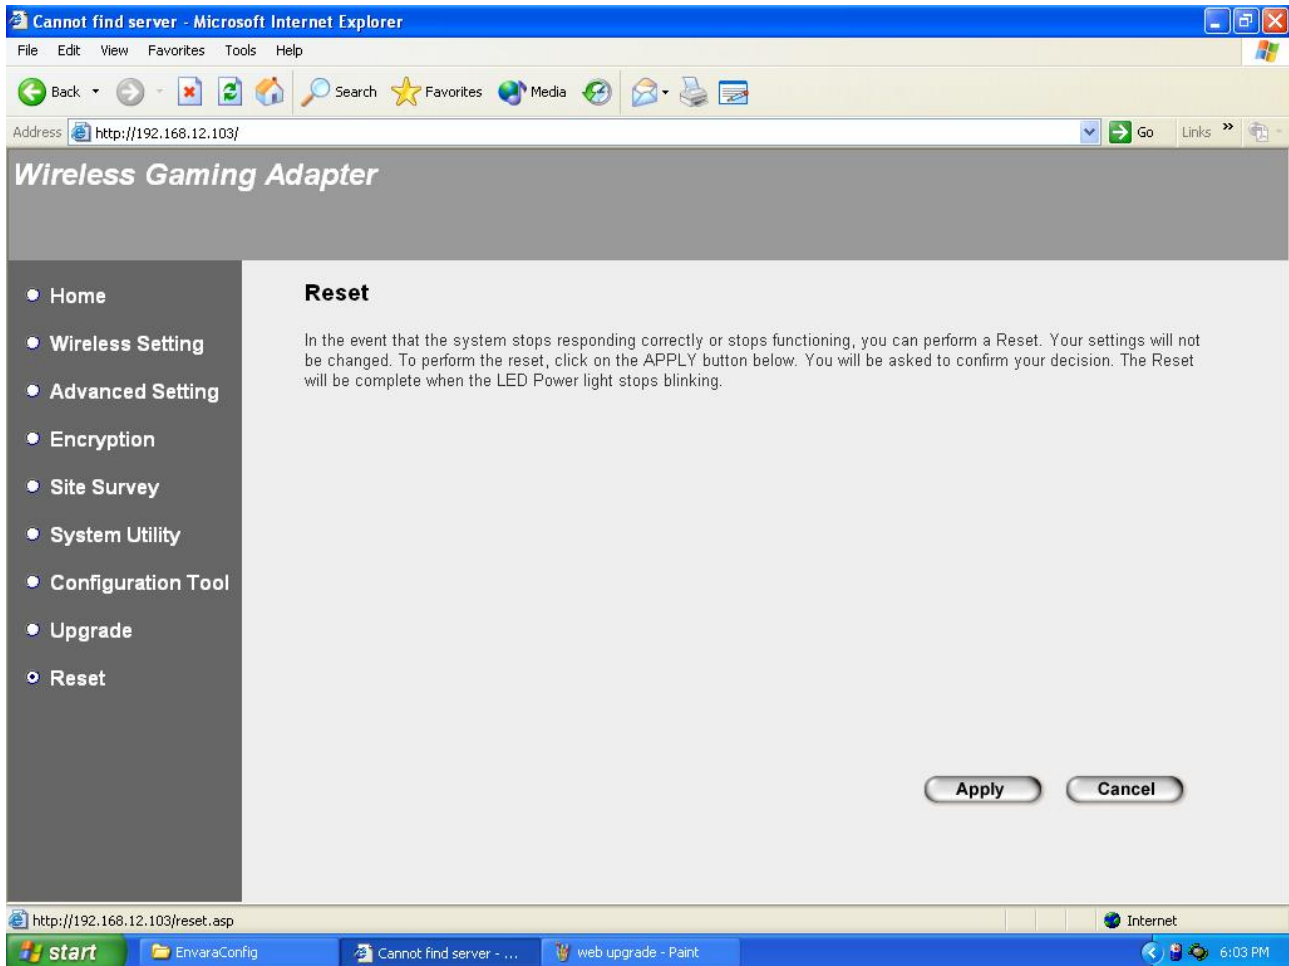 Cannot find server - Microsoft Internet Explorer
File Edit View Favorites Tools Help
Back Search Favorites Media
Address http://192.168.12.103/ Go Links »
Wireless Gaming Adapter
Home
Wireless Setting
Advanced Setting
Encryption
Site Survey
System Utility
Configuration Tool
Upgrade
Reset
Reset
In the event that the system stops responding correctly or stops functioning, you can perform a Reset. Your settings will not
be changed. To perform the reset, click on the APPLY button below. You will be asked to confirm your decision. The Reset
will be complete when the LED Power light stops blinking.
Apply Cancel
http://192.168.12.103/reset.asp Internet
start EnvaraConfig Cannot find server - ... web upgrade - Paint 6:03 PM